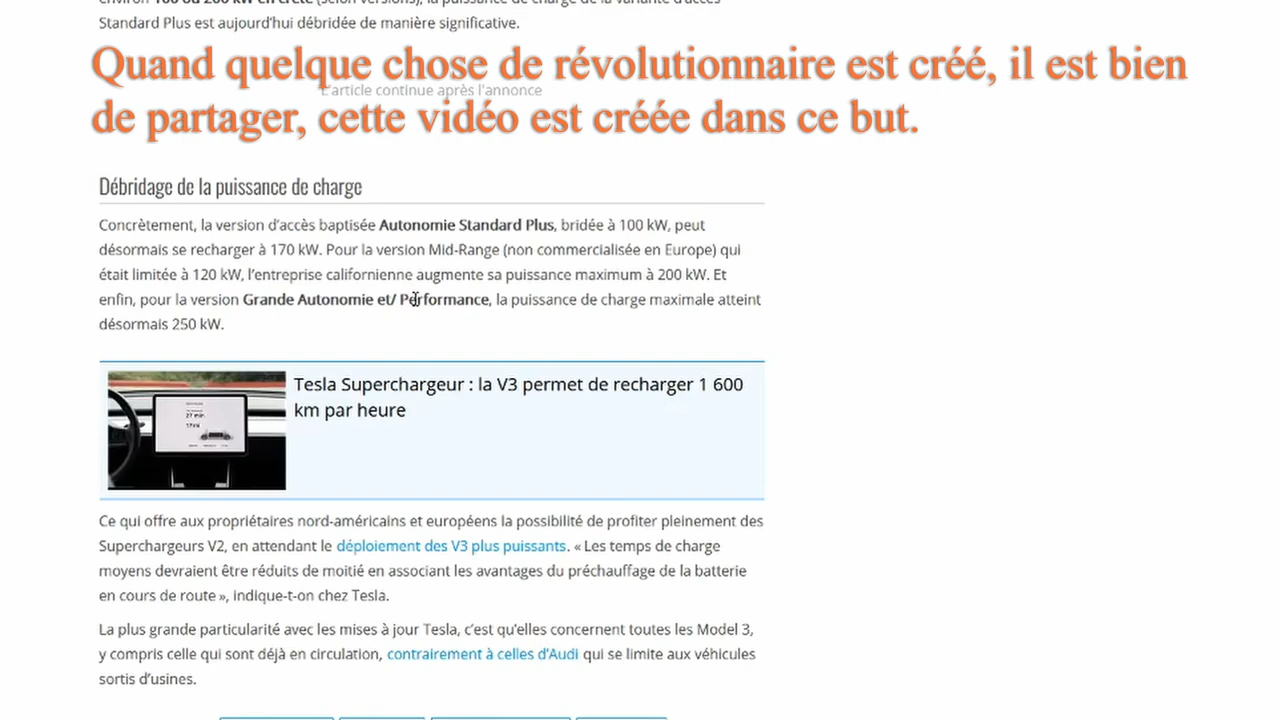 environ 100 ou 200 kW en crête (selon versions), la puissance de charge de la variante d'accès
Standard Plus est aujourd'hui débridée de manière significative.
Quand quelque chose de révolutionnaire est créé, il est bien
L'article continue après l'annonce
de partager, cette vidéo est créée dans ce but.
Débridage de la puissance de charge
Concrètement, la version d'accès baptisée Autonomie Standard Plus, bridée à 100 kW, peut
désormais se recharger à 170 kW. Pour la version Mid-Range (non commercialisée en Europe) qui
était limitée à 120 kW, l'entreprise californienne augmente sa puissance maximum à 200 kW. Et
enfin, pour la version Grande Autonomie et/ Performance, la puissance de charge maximale atteint
désormais 250 kW.
Tesla Superchargeur : la V3 permet de recharger 1 600
km par heure
27 min
Ce qui offre aux propriétaires nord-américains et européens la possibilité de profiter pleinement des
Superchargeurs V2, en attendant le déploiement des V3 plus puissants. « Les temps de charge
moyens devraient être réduits de moitié en associant les avantages du préchauffage de la batterie
en cours de route », indique-t-on chez Tesla.
La plus grande particularité avec les mises à jour Tesla, c'est qu'elles concernent toutes les Model 3,
y compris celle qui sont déjà en circulation, contrairement à celles d'Audi qui se limite aux véhicules
sortis d'usines.